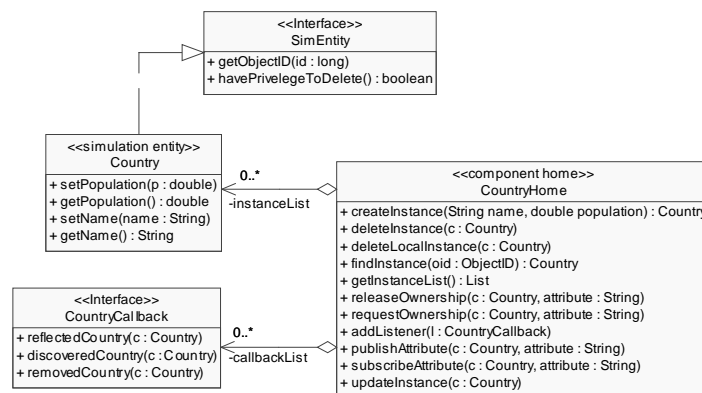 <<Interface>>
SimEntity
+ getObjectID(id : long)
+ havePrivelegeToDelete() : boolean
<<simulation entity>>
Country
+ setPopulation(p : double)
+ getPopulation() : double
+ setName(name : String)
+ getName() : String
0..*
-instanceList
<<component home>>
CountryHome
+ createInstance(String name, double population) : Country
+ deleteInstance(c : Country)
+ deleteLocalInstance(c : Country)
+ findInstance(oid : ObjectID) : Country
+ getInstanceList() : List
+ releaseOwnership(c : Country, attribute : String)
+ requestOwnership(c : Country, attribute : String)
+ addListener(l : CountryCallback)
+ publishAttribute(c : Country, attribute : String)
+ subscribeAttribute(c : Country, attribute : String)
+ updateInstance(c : Country)
<<Interface>>
CountryCallback
+ reflectedCountry(c : Country)
+ discoveredCountry(c : Country)
+ removedCountry(c : Country)
0..*
-callbackList